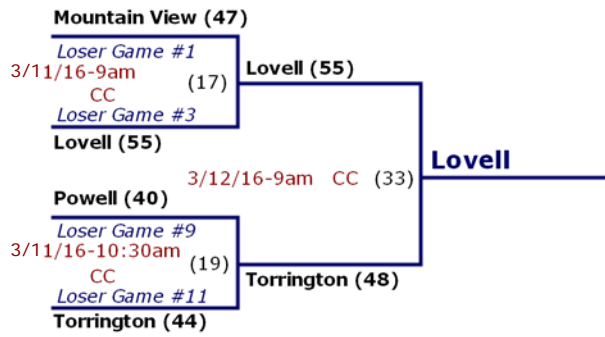 Mountain View (47)
Loser Game #1
3/11/16-9am
CC
(17)
Loser Game #3
Lovell (55)
Lovell (55)
3/12/16-9am CC (33)
Lovell
Powell (40)
Loser Game #9
3/11/16-10:30am
CC
(19)
Loser Game #11
Torrington (44)
Torrington (48)